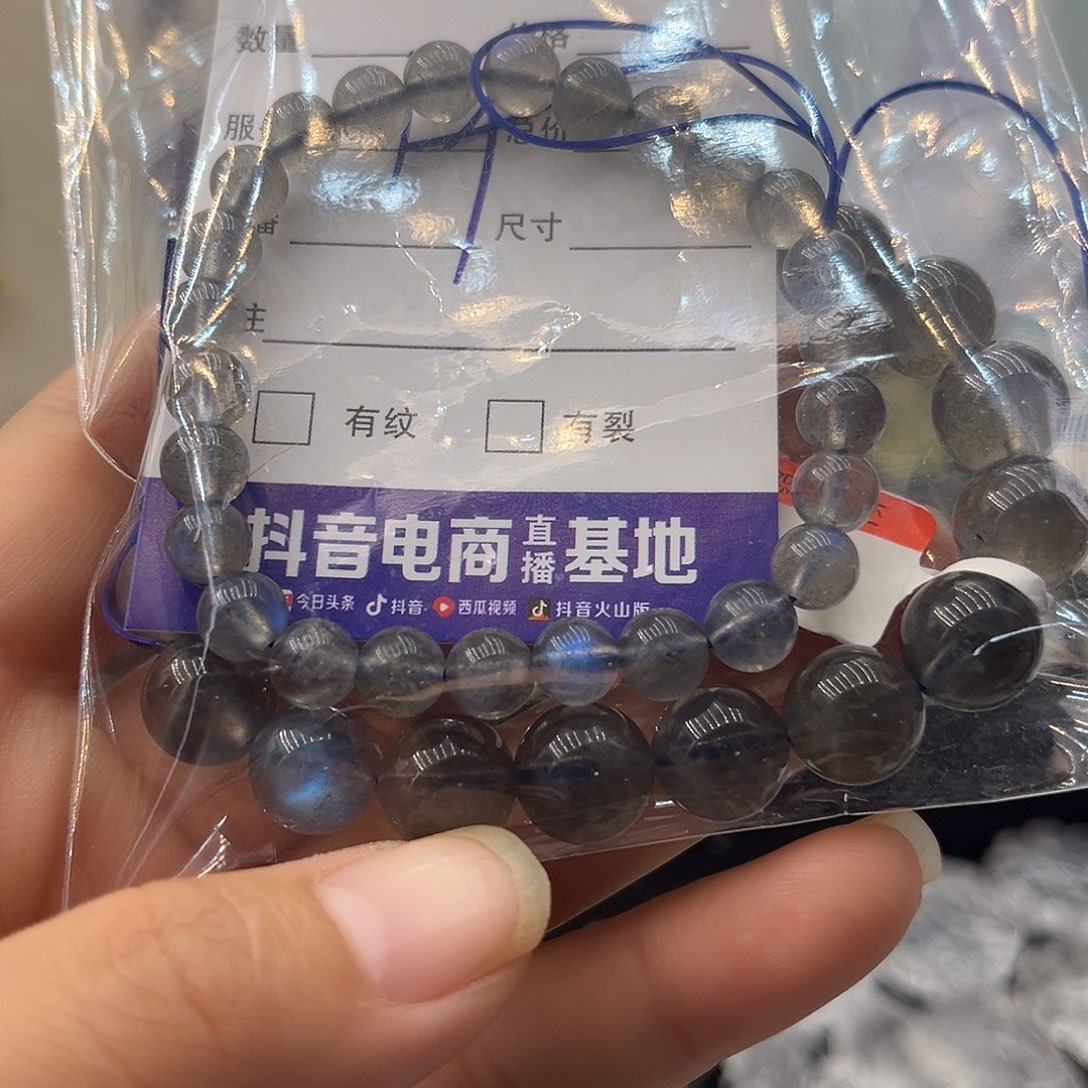 数量
尺寸
主
有纹 有裂
抖音电商直播基地
今日头条 抖音 西瓜视频 抖音火山版